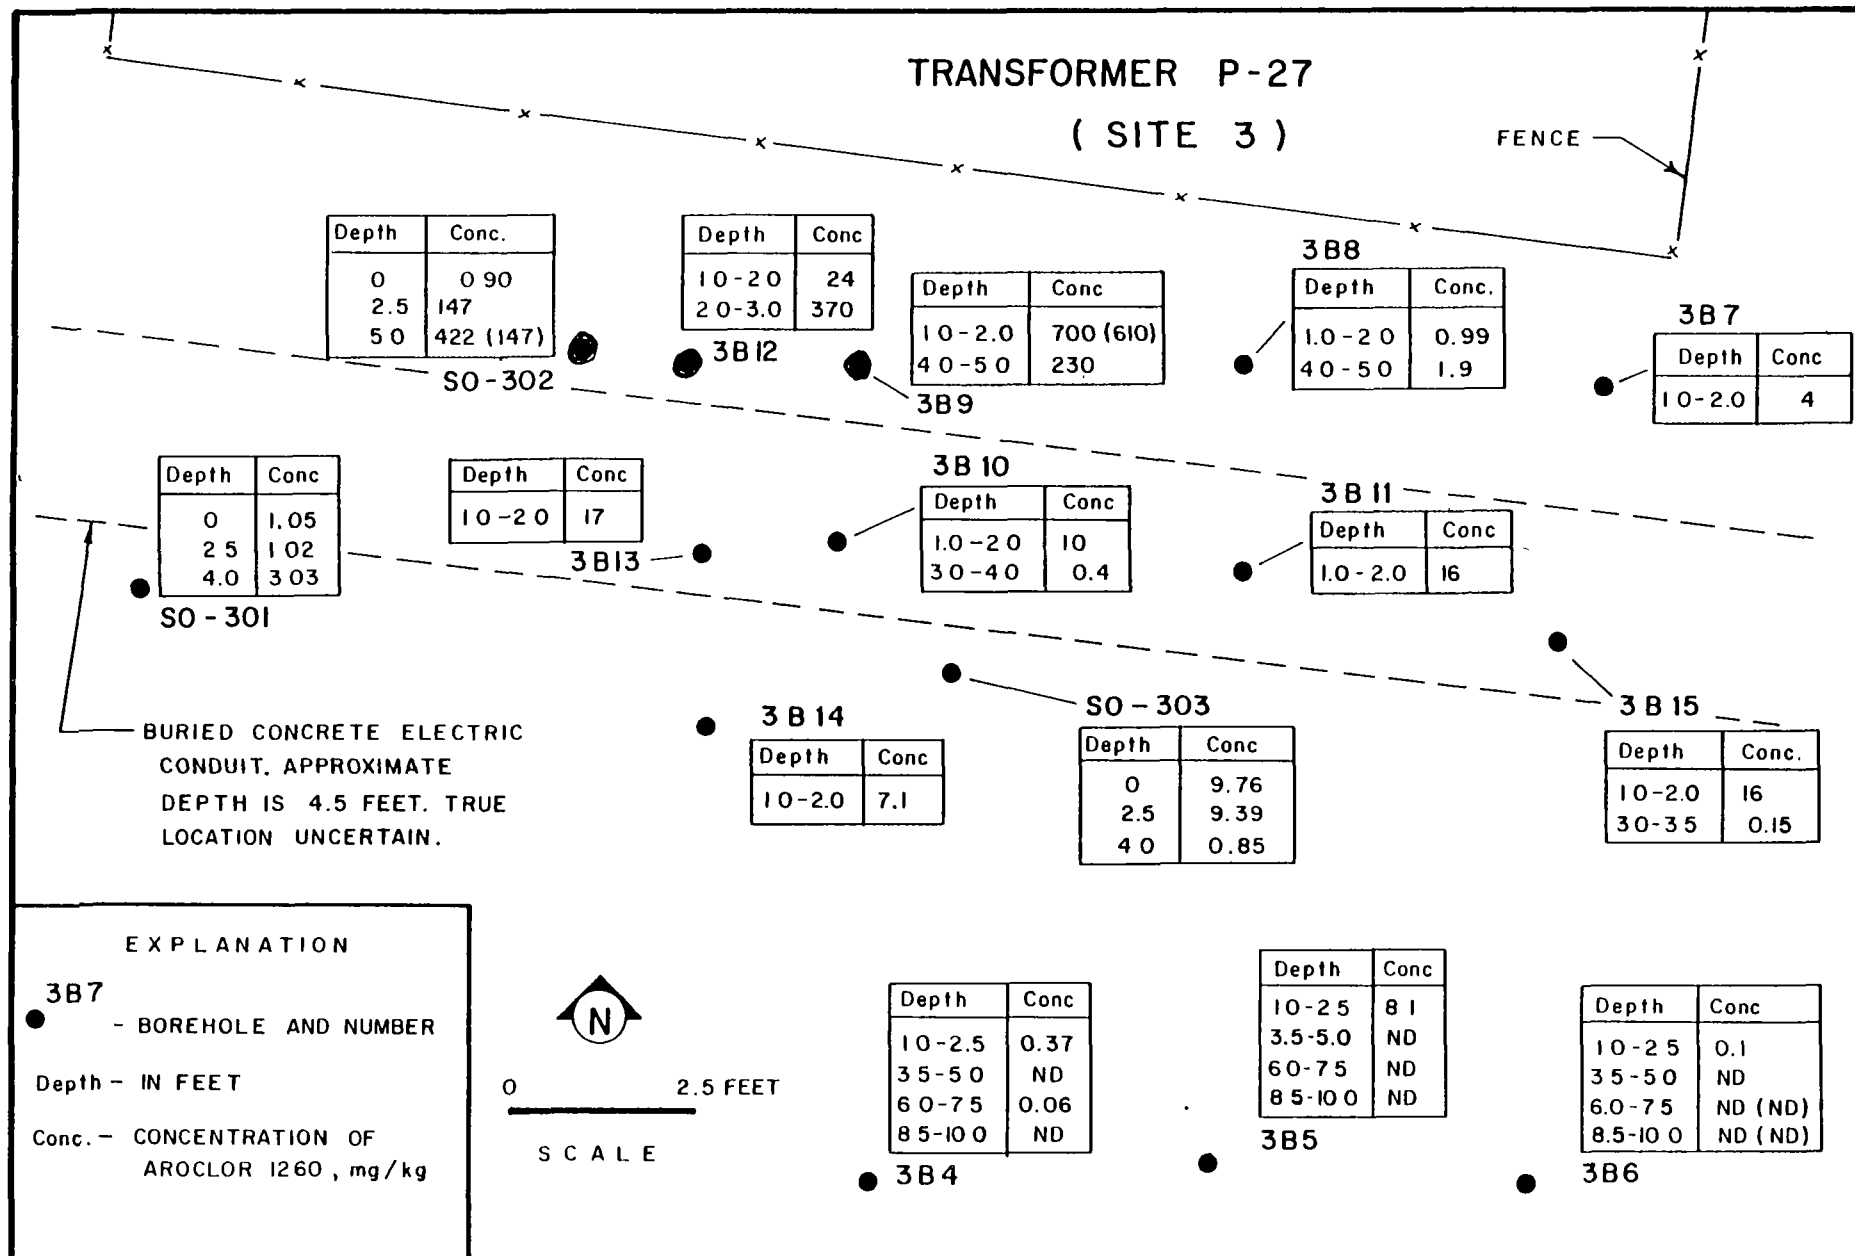 TRANSFORMER P-27
( SITE 3 )
FENCE
Depth Conc.
0 0 90
2.5 147
5 0 422 (147)
SO-302
Depth Conc
1 0-2 0 24
2 0-3.0 370
3B12
Depth Conc
1 0-2.0 700 (610)
4 0-5 0 230
3B9
3B8
Depth Conc.
1.0-2 0 0.99
4 0-5 0 1.9
3B7
Depth Conc
1 0-2.0 4
Depth Conc
0 1.05
2 5 1 02
4.0 3 03
SO-301
Depth Conc
1 0-2 0 17
3B13
3B10
Depth Conc
1.0-2 0 10
3 0-4 0 0.4
3B11
Depth Conc
1.0-2.0 16
BURIED CONCRETE ELECTRIC
CONDUIT. APPROXIMATE
DEPTH IS 4.5 FEET. TRUE
LOCATION UNCERTAIN.
3B14
Depth Conc
1 0-2.0 7.1
SO-303
Depth Conc
0 9.76
2.5 9.39
4 0 0.85
3B15
Depth Conc.
1 0-2.0 16
3 0-3 5 0.15
EXPLANATION
3B7
- BOREHOLE AND NUMBER
Depth - IN FEET
Conc. - CONCENTRATION OF
AROCLOR 1260, mg/kg
N
0 2.5 FEET
SCALE
Depth Conc
1 0-2.5 0.37
3 5-5 0 ND
6 0-7 5 0.06
8 5-10 0 ND
3B4
Depth Conc
1 0-2 5 8 1
3.5-5.0 ND
6 0-7 5 ND
8 5-10 0 ND
3B5
Depth Conc
1 0-2 5 0.1
3 5-5 0 ND
6.0-7 5 ND (ND)
8.5-10 0 ND (ND)
3B6